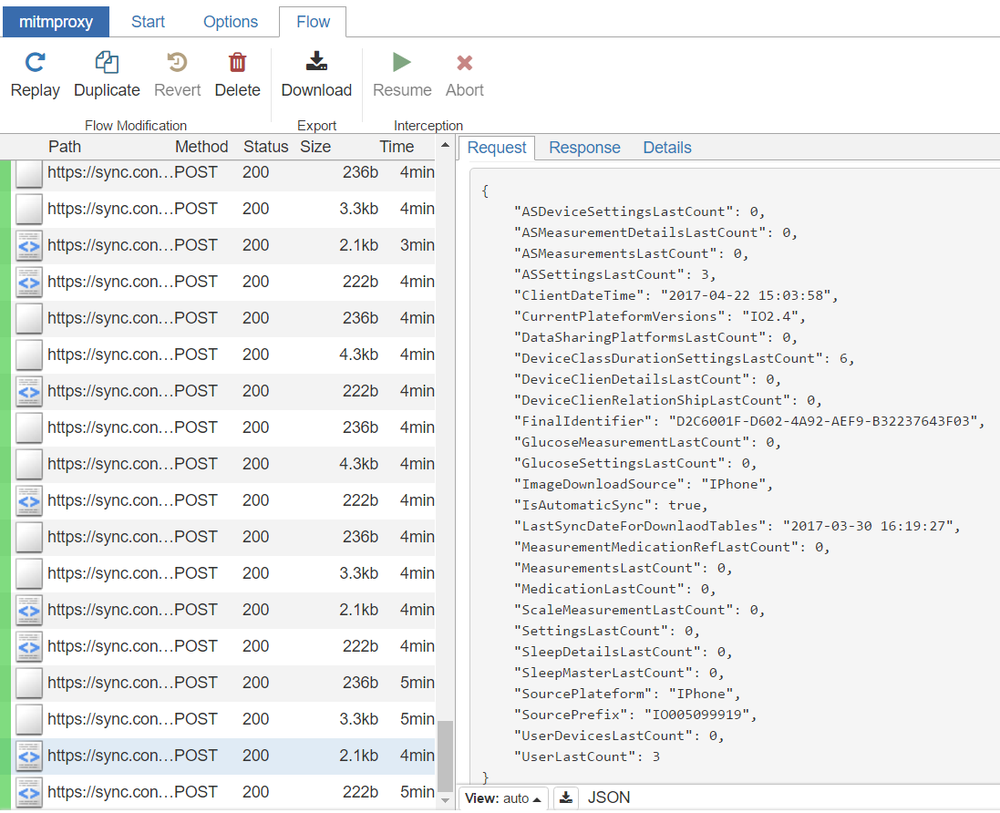 mitmproxy Start Options Flow
Replay Duplicate Revert Delete Download Resume Abort
Flow Modification Export Interception
Path Method Status Size Time
https://sync.con… POST 200 236b 4min
https://sync.con… POST 200 3.3kb 4min
https://sync.con… POST 200 2.1kb 3min
https://sync.con… POST 200 222b 4min
https://sync.con… POST 200 236b 4min
https://sync.con… POST 200 4.3kb 4min
https://sync.con… POST 200 222b 4min
https://sync.con… POST 200 236b 4min
https://sync.con… POST 200 4.3kb 4min
https://sync.con… POST 200 222b 4min
https://sync.con… POST 200 236b 4min
https://sync.con… POST 200 3.3kb 4min
https://sync.con… POST 200 2.1kb 4min
https://sync.con… POST 200 222b 4min
https://sync.con… POST 200 236b 5min
https://sync.con… POST 200 3.3kb 5min
https://sync.con… POST 200 2.1kb 4min
https://sync.con… POST 200 222b 5min
Request Response Details
{
"ASDeviceSettingsLastCount": 0,
"ASMeasurementDetailsLastCount": 0,
"ASMeasurementsLastCount": 0,
"ASSettingsLastCount": 3,
"ClientDateTime": "2017-04-22 15:03:58",
"CurrentPlateformVersions": "IO2.4",
"DataSharingPlatformsLastCount": 0,
"DeviceClassDurationSettingsLastCount": 6,
"DeviceClienDetailsLastCount": 0,
"DeviceClienRelationShipLastCount": 0,
"FinalIdentifier": "D2C6001F-D602-4A92-AEF9-B32237643F03",
"GlucoseMeasurementLastCount": 0,
"GlucoseSettingsLastCount": 0,
"ImageDownloadSource": "IPhone",
"IsAutomaticSync": true,
"LastSyncDateForDownlaodTables": "2017-03-30 16:19:27",
"MeasurementMedicationRefLastCount": 0,
"MeasurementsLastCount": 0,
"MedicationLastCount": 0,
"ScaleMeasurementLastCount": 0,
"SettingsLastCount": 0,
"SleepDetailsLastCount": 0,
"SleepMasterLastCount": 0,
"SourcePlateform": "IPhone",
"SourcePrefix": "IO005099919",
"UserDevicesLastCount": 0,
"UserLastCount": 3
}
View: auto JSON